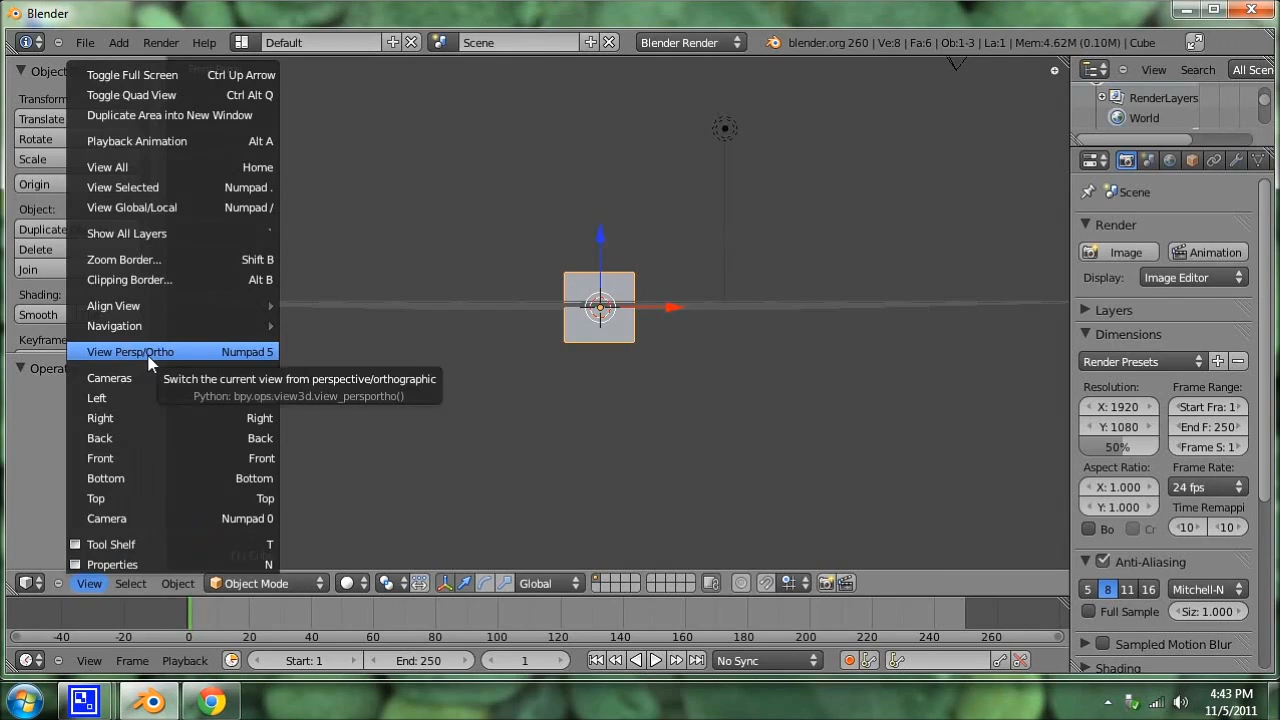 Blender
File Add Render Help Default Scene Blender Render blender.org 260 | Ve:8 | Fa:6 | Ob:1-3 | La:1 | Mem:4.62M (0.10M) | Cube
Object
Transform
Translate
Rotate
Scale
Origin
Object:
Duplicate
Delete
Join
Shading:
Smooth
Keyframe
Operat
Toggle Full Screen Ctrl Up Arrow
Toggle Quad View Ctrl Alt Q
Duplicate Area into New Window
Playback Animation Alt A
View All Home
View Selected Numpad .
View Global/Local Numpad /
Show All Layers `
Zoom Border... Shift B
Clipping Border... Alt B
Align View
Navigation
View Persp/Ortho Numpad 5
Switch the current view from perspective/orthographic
Python: bpy.ops.view3d.view_persportho()
Cameras
Left
Right Right
Back Back
Front Front
Bottom Bottom
Top Top
Camera Numpad 0
Tool Shelf T
Properties N
View Select Object Object Mode Global
-40 -20 0 20 40 60 80 100 120 140 160 180 200 220 240 260
View Frame Playback Start: 1 End: 250 1 No Sync
View Search All Scen
RenderLayers
World
Scene
Render
Image Animation
Display: Image Editor
Layers
Dimensions
Render Presets
Resolution: Frame Range:
X: 1920 Start Fra: 1
Y: 1080 End F: 250
50% Frame S: 1
Aspect Ratio: Frame Rate:
X: 1.000 24 fps
Y: 1.000 Time Remappi
Bo Cr 10 10
Anti-Aliasing
5 8 11 16 Mitchell-N
Full Sample Siz: 1.000
Sampled Motion Blur
Shading
4:43 PM
11/5/2011